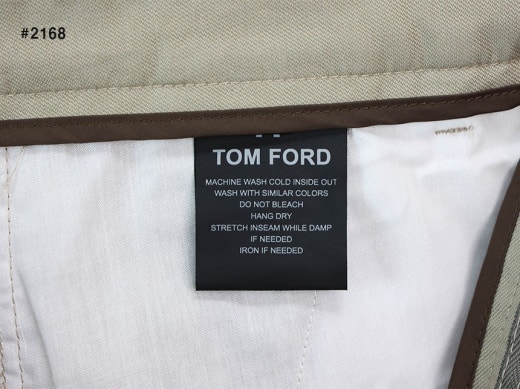 #2168
TOM FORD
MACHINE WASH COLD INSIDE OUT
WASH WITH SIMILAR COLORS
DO NOT BLEACH
HANG DRY
STRETCH INSEAM WHILE DAMP
IF NEEDED
IRON IF NEEDED